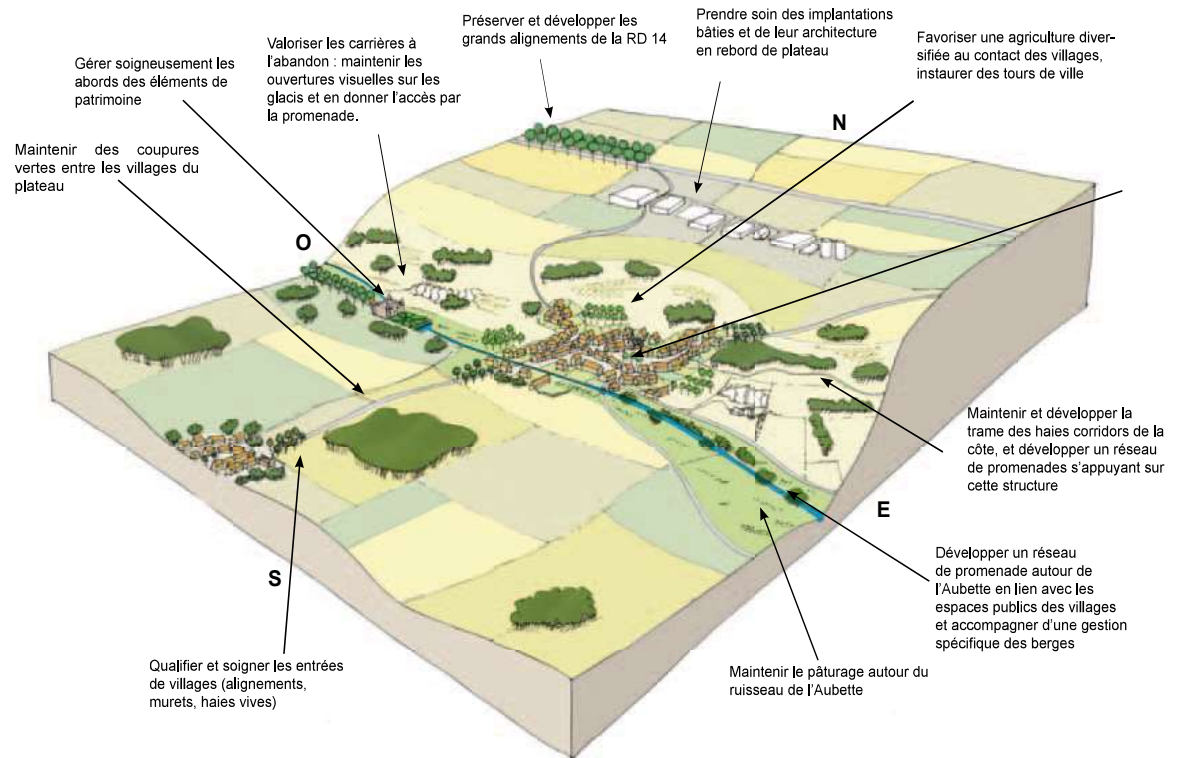 Préserver et développer les
grands alignements de la RD 14
Prendre soin des implantations
bâties et de leur architecture
en rebord de plateau
Favoriser une agriculture diver-
sifiée au contact des villages,
instaurer des tours de ville
Valoriser les carrières à
l'abandon : maintenir les
ouvertures visuelles sur les
glacis et en donner l'accès par
la promenade.
Gérer soigneusement les
abords des éléments de
patrimoine
Maintenir des coupures
vertes entre les villages du
plateau
N
O
E
S
Maintenir et développer la
trame des haies corridors de la
côte, et développer un réseau
de promenades s'appuyant sur
cette structure
Développer un réseau
de promenade autour de
l'Aubette en lien avec les
espaces publics des villages
et accompagner d'une gestion
spécifique des berges
Maintenir le pâturage autour du
ruisseau de l'Aubette
Qualifier et soigner les entrées
de villages (alignements,
murets, haies vives)